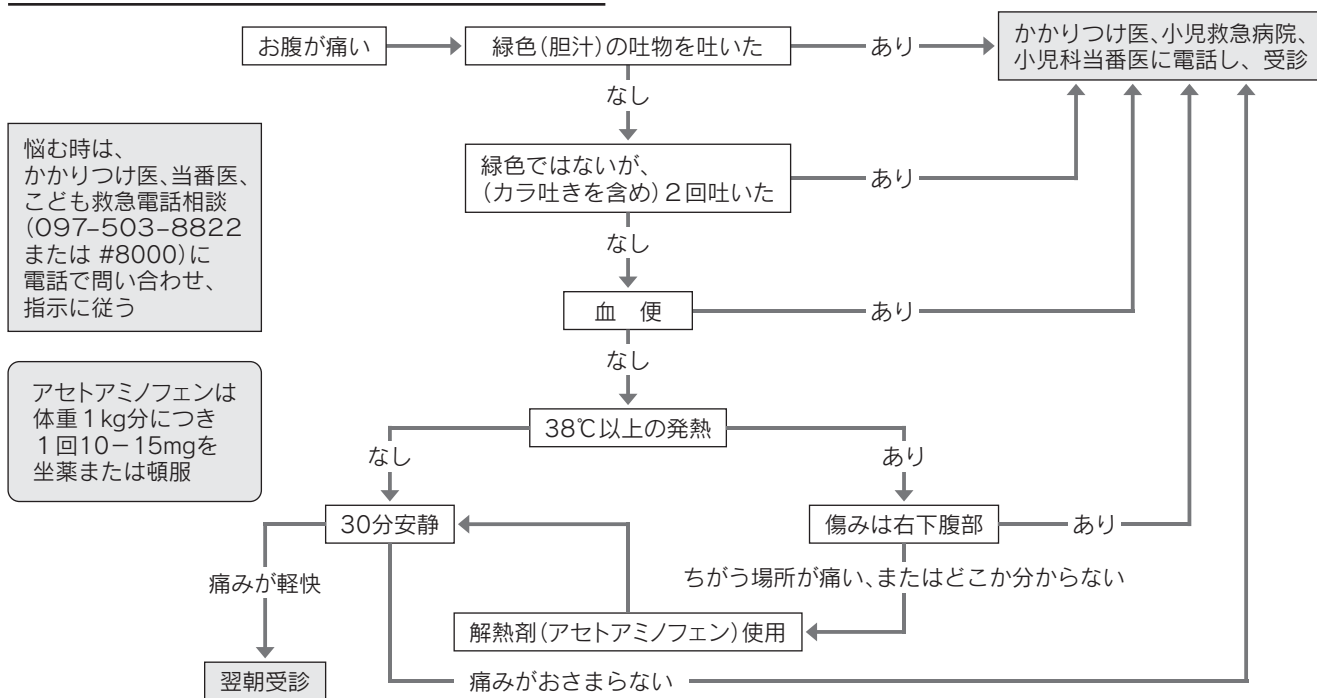 お腹が痛い
緑色（胆汁）の吐物を吐いた
あり
かかりつけ医、小児救急病院、
小児科当番医に電話し、受診
なし
悩む時は、
かかりつけ医、当番医、
こども救急電話相談
（097-503-8822
または #8000）に
電話で問い合わせ、
指示に従う
緑色ではないが、
（カラ吐きを含め）2回吐いた
あり
なし
血　便
あり
なし
アセトアミノフェンは
体重1kg分につき
1回10－15mgを
坐薬または頓服
38℃以上の発熱
なし
あり
30分安静
傷みは右下腹部
あり
痛みが軽快
ちがう場所が痛い、またはどこか分からない
解熱剤（アセトアミノフェン）使用
翌朝受診
痛みがおさまらない